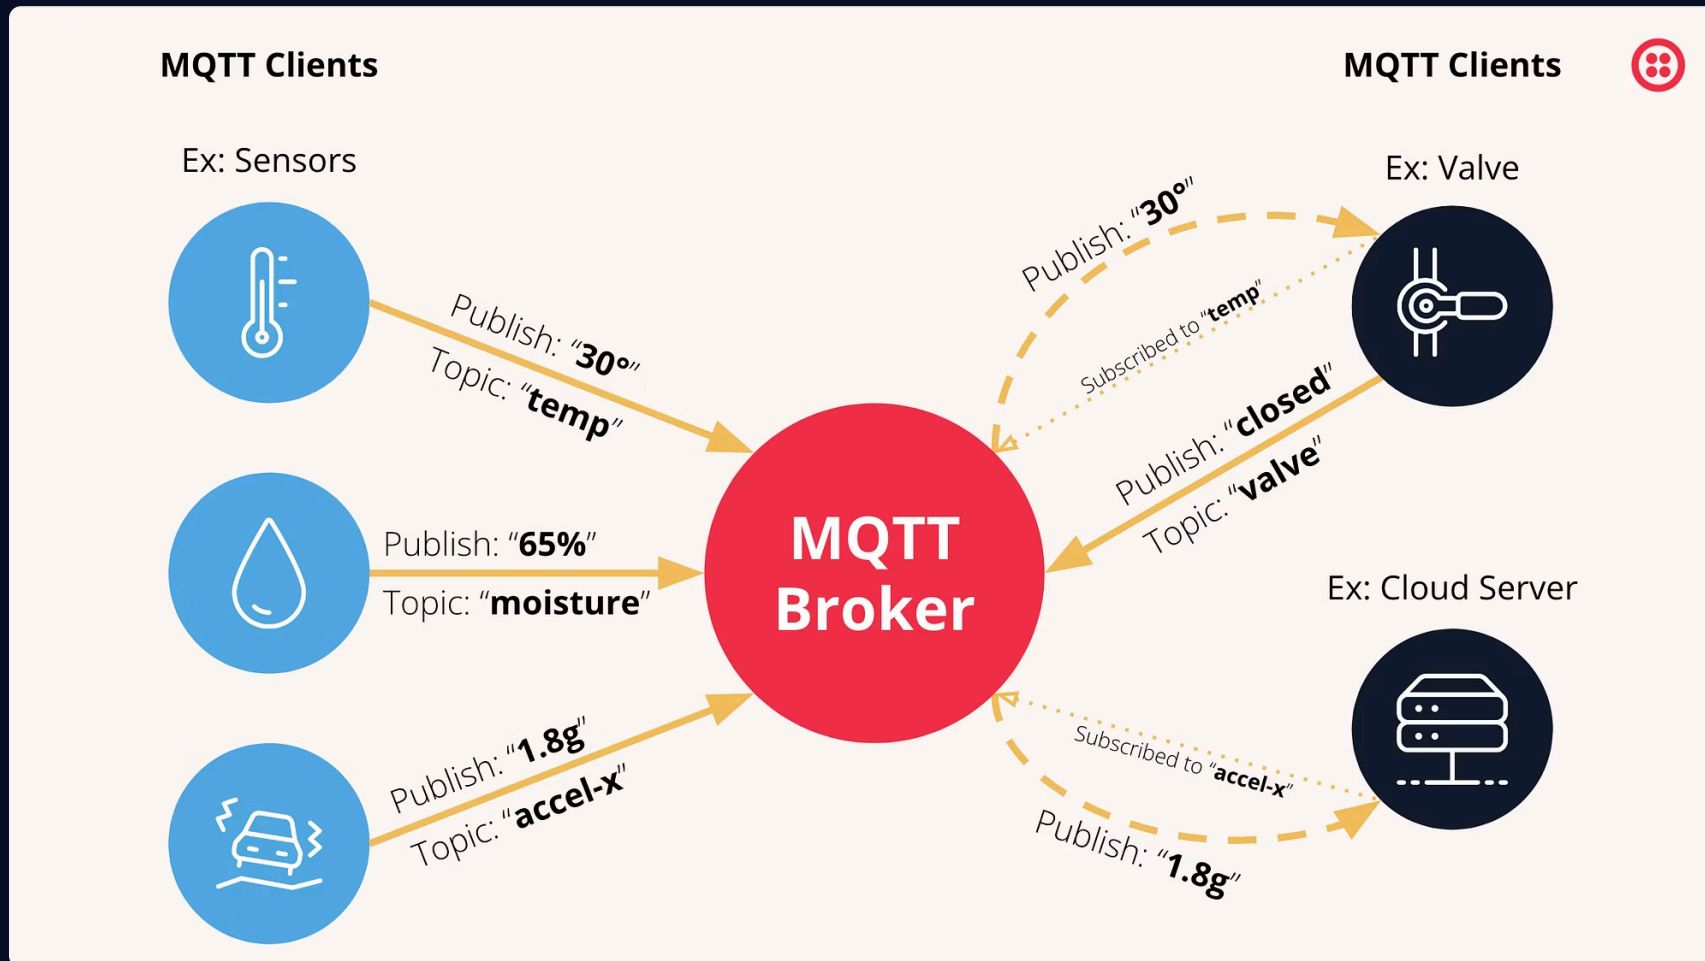 MQTT Clients
MQTT Clients
Ex: Sensors
Ex: Valve
Publish: “30°”
Topic: “temp”
Publish: “30°”
Subscribed to “temp”
Publish: “closed”
Topic: “valve”
Publish: “65%”
Topic: “moisture”
MQTT
Broker
Ex: Cloud Server
Publish: “1.8g”
Topic: “accel-x”
Subscribed to “accel-x”
Publish: “1.8g”